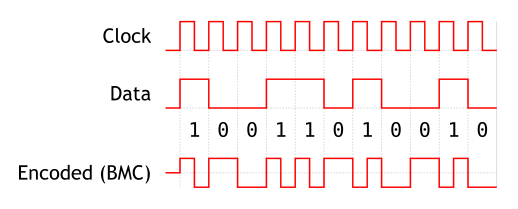 Clock
Data
1 0 0 1 1 0 1 0 0 1 0
Encoded (BMC)